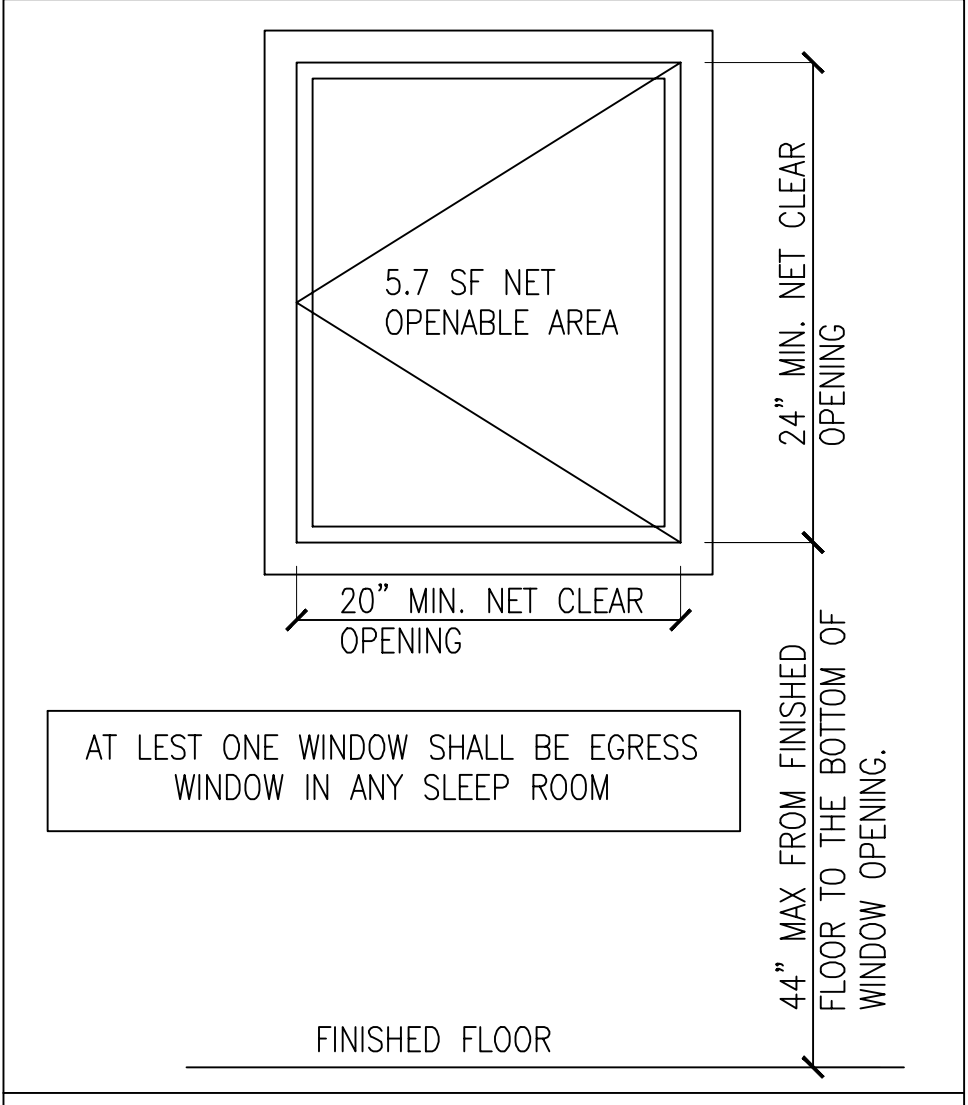 5.7 SF NET
OPENABLE AREA
24” MIN. NET CLEAR
OPENING
20” MIN. NET CLEAR
OPENING
AT LEST ONE WINDOW SHALL BE EGRESS
WINDOW IN ANY SLEEP ROOM
44” MAX FROM FINISHED
FLOOR TO THE BOTTOM OF
WINDOW OPENING.
FINISHED FLOOR